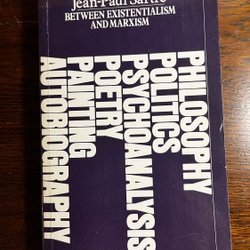 Jean-Paul Sartre
BETWEEN EXISTENTIALISM
AND MARXISM
PHILOSOPHY
POLITICS
PSYCHOANALYSIS
POETRY
PAINTING
AUTOBIOGRAPHY